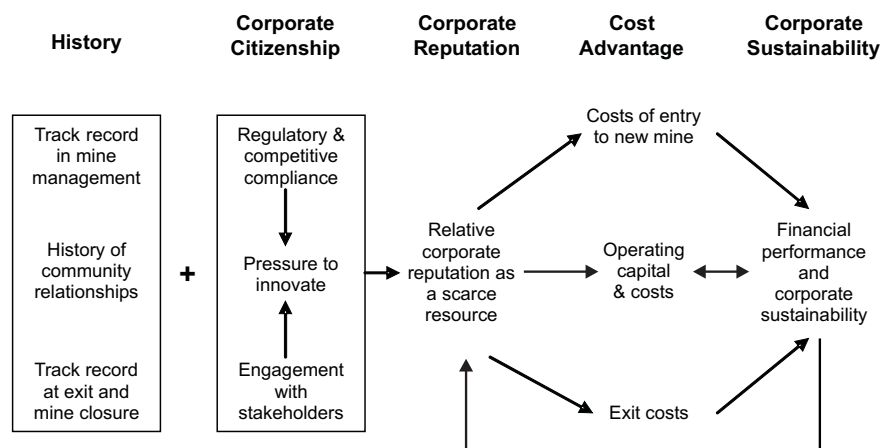 History
Corporate
Citizenship
Corporate
Reputation
Cost
Advantage
Corporate
Sustainability
Track record
in mine
management
History of
community
relationships
Track record
at exit and
mine closure
+
Regulatory &
competitive
compliance
Pressure to
innovate
Engagement
with
stakeholders
Relative
corporate
reputation as
a scarce
resource
Costs of entry
to new mine
Operating
capital
& costs
Exit costs
Financial
performance
and
corporate
sustainability